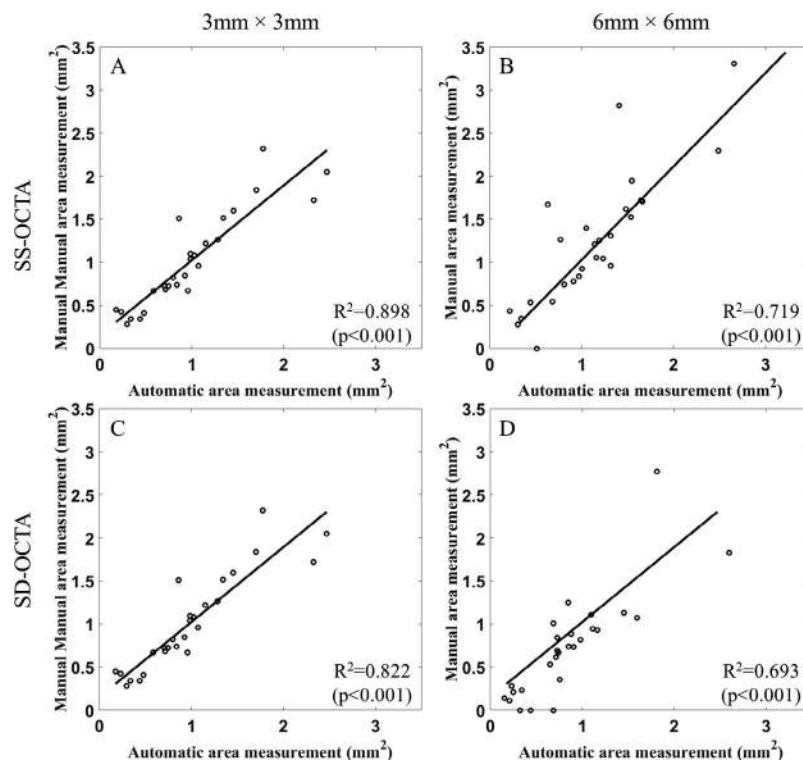 3mm × 3mm
6mm × 6mm
SS-OCTA
A
Manual Manual area measurement (mm²)
3.5
3
2.5
2
1.5
1
0.5
0
0
1
2
3
Automatic area measurement (mm²)
R²=0.898
(p<0.001)
B
Manual area measurement (mm²)
3.5
3
2.5
2
1.5
1
0.5
0
0
1
2
3
Automatic area measurement (mm²)
R²=0.719
(p<0.001)
SD-OCTA
C
Manual Manual area measurement (mm²)
3.5
3
2.5
2
1.5
1
0.5
0
0
1
2
3
Automatic area measurement (mm²)
R²=0.822
(p<0.001)
D
Manual area measurement (mm²)
3.5
3
2.5
2
1.5
1
0.5
0
0
1
2
3
Automatic area measurement (mm²)
R²=0.693
(p<0.001)